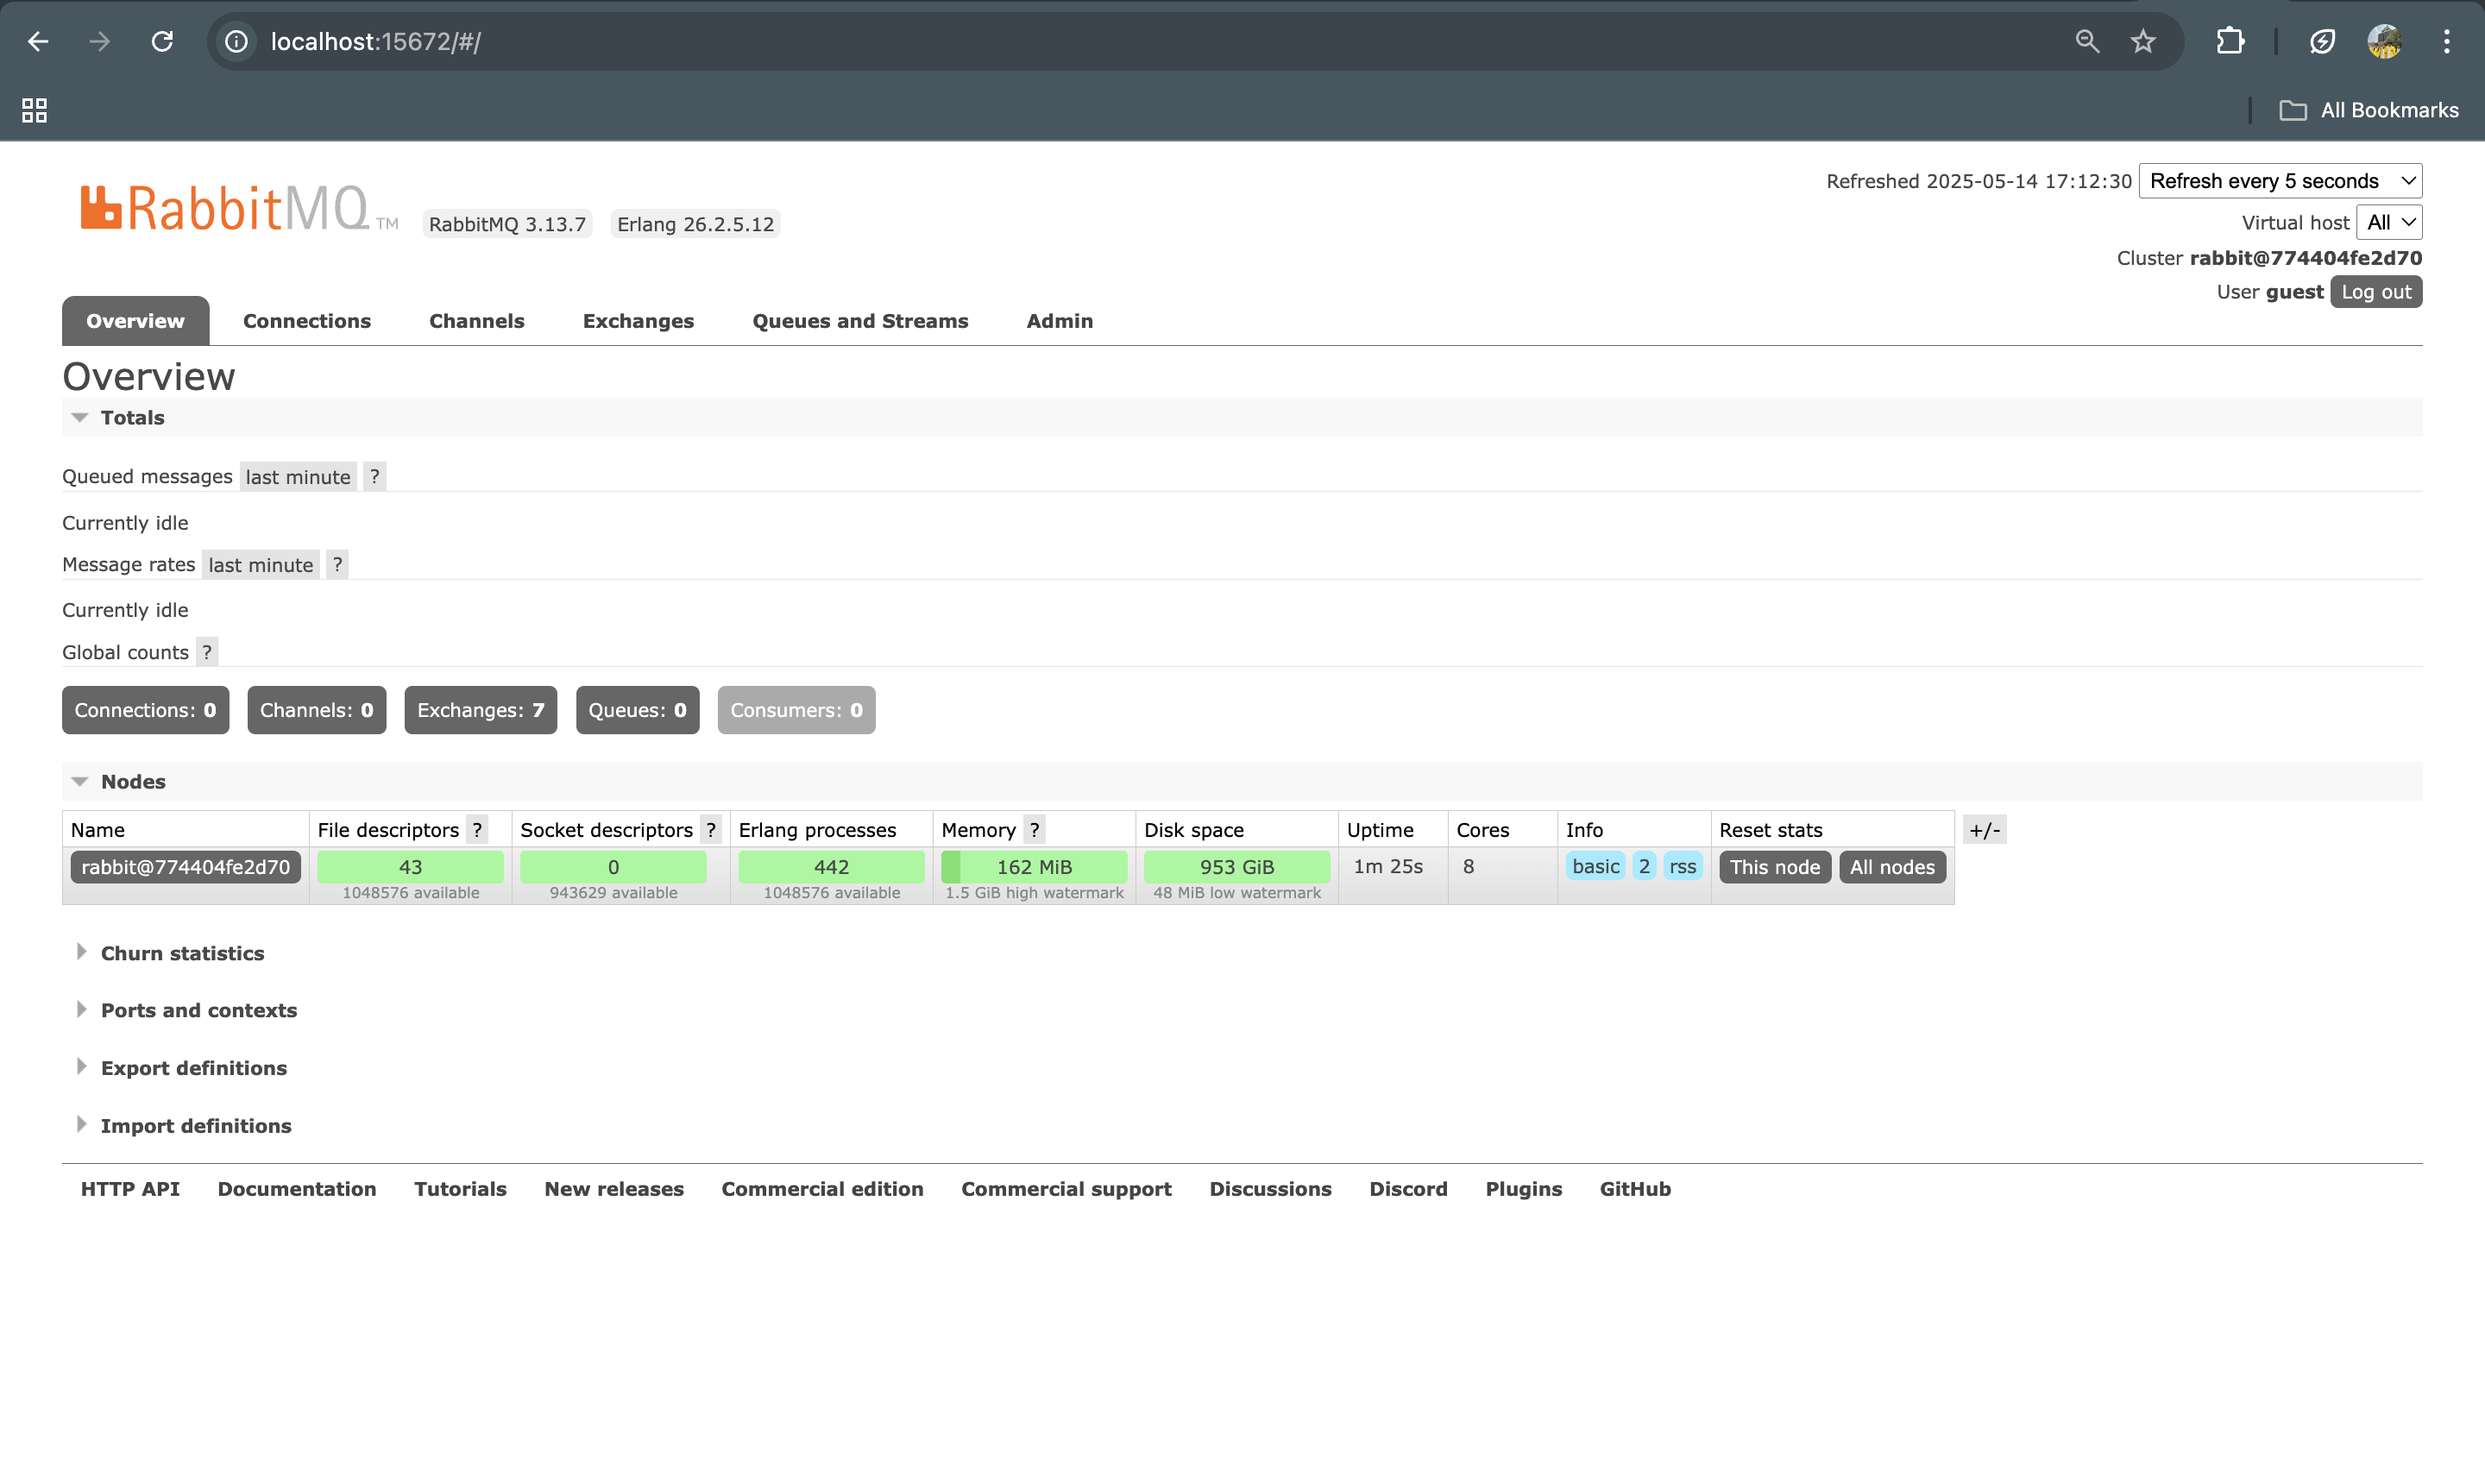 localhost:15672/#/
All Bookmarks
RabbitMQ TM RabbitMQ 3.13.7 Erlang 26.2.5.12
Refreshed 2025-05-14 17:12:30 Refresh every 5 seconds
Virtual host All
Cluster rabbit@774404fe2d70
User guest Log out
Overview Connections Channels Exchanges Queues and Streams Admin
Overview
Totals
Queued messages last minute ?
Currently idle
Message rates last minute ?
Currently idle
Global counts ?
Connections: 0 Channels: 0 Exchanges: 7 Queues: 0 Consumers: 0
Nodes
Name File descriptors ? Socket descriptors ? Erlang processes Memory ? Disk space Uptime Cores Info Reset stats +/-
rabbit@774404fe2d70 43 0 442 162 MiB 953 GiB 1m 25s 8 basic 2 rss This node All nodes
1048576 available 943629 available 1048576 available 1.5 GiB high watermark 48 MiB low watermark
Churn statistics
Ports and contexts
Export definitions
Import definitions
HTTP API Documentation Tutorials New releases Commercial edition Commercial support Discussions Discord Plugins GitHub